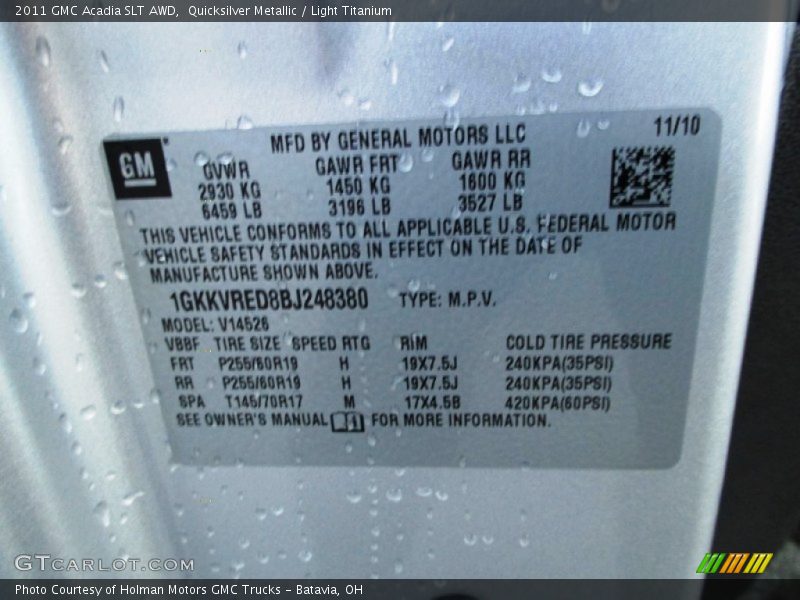 2011 GMC Acadia SLT AWD,  Quicksilver Metallic / Light Titanium
MFD BY GENERAL MOTORS LLC 11/10
GM GVWR GAWR FRT GAWR RR
2930 KG 1450 KG 1600 KG
6459 LB 3196 LB 3527 LB
THIS VEHICLE CONFORMS TO ALL APPLICABLE U.S. FEDERAL MOTOR
VEHICLE SAFETY STANDARDS IN EFFECT ON THE DATE OF
MANUFACTURE SHOWN ABOVE.
1GKKVRED8BJ248380 TYPE: M.P.V.
MODEL: V14526
VBBF TIRE SIZE SPEED RTG RIM COLD TIRE PRESSURE
FRT P255/60R19 H 19X7.5J 240KPA(35PSI)
RR P255/60R19 H 19X7.5J 240KPA(35PSI)
SPA T145/70R17 M 17X4.5B 420KPA(60PSI)
SEE OWNER'S MANUAL FOR MORE INFORMATION.
GTCARLOT.COM
Photo Courtesy of Holman Motors GMC Trucks - Batavia, OH